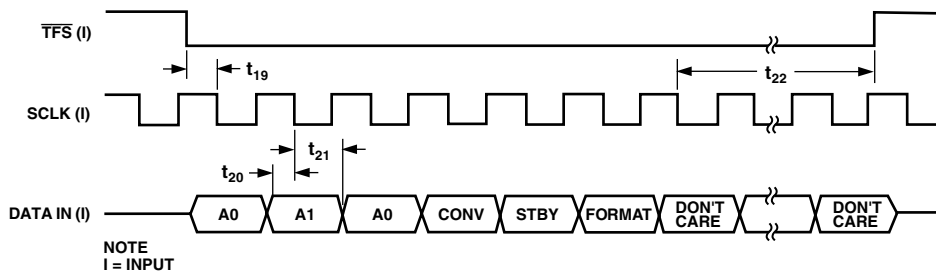 TFS (I)
t19
t22
SCLK (I)
t21
t20
DATA IN (I)
A0
A1
A0
CONV
STBY
FORMAT
DON'T
CARE
DON'T
CARE
NOTE
I = INPUT